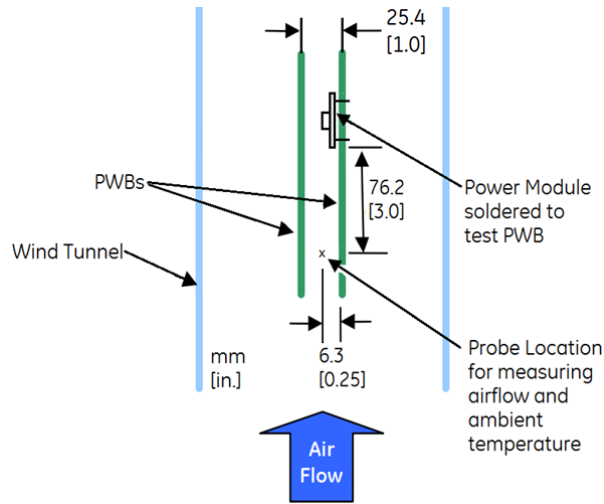 25.4
[1.0]
PWBs
76.2
[3.0]
Power Module
soldered to
test PWB
Wind Tunnel
x
mm
[in.]
6.3
[0.25]
Probe Location
for measuring
airflow and
ambient
temperature
Air
Flow